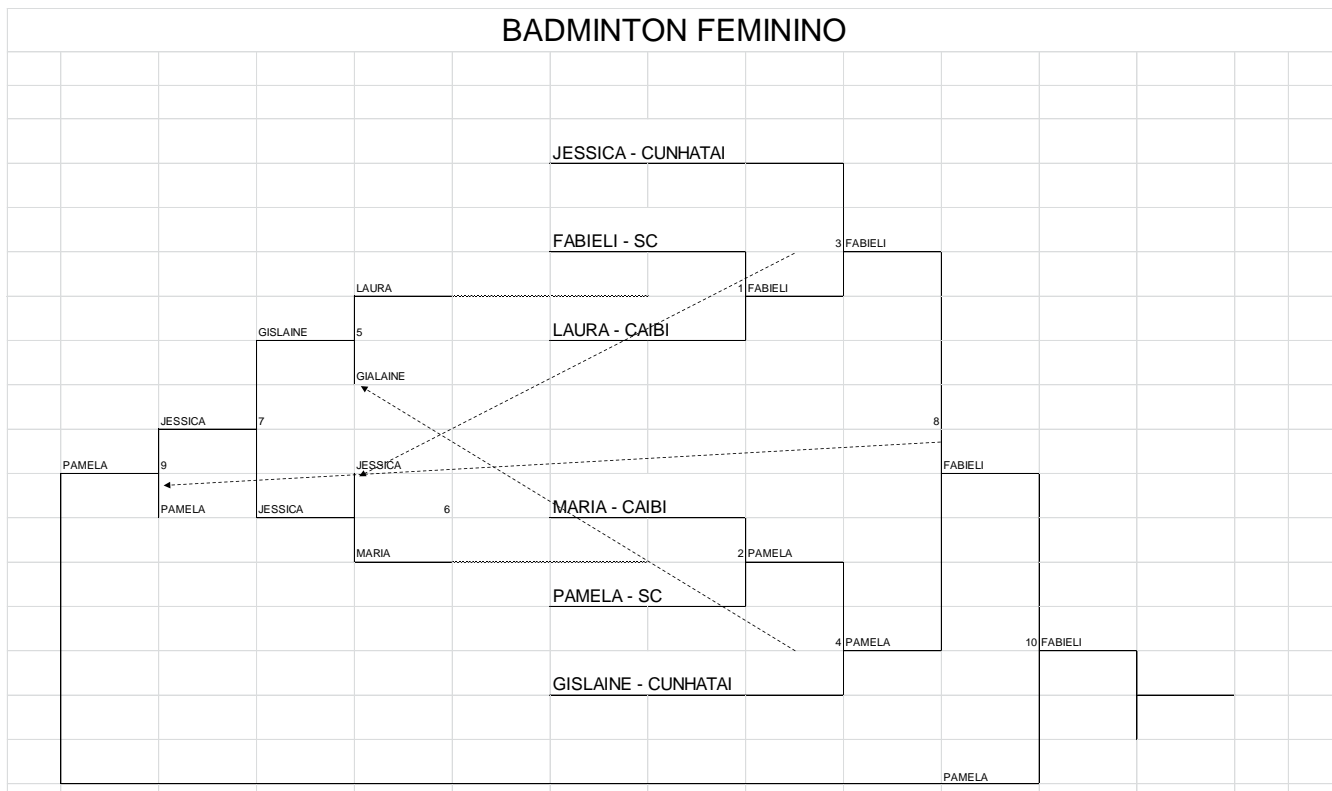 BADMINTON FEMININO
JESSICA - CUNHATAI
FABIELI - SC
3 FABIELI
LAURA
1 FABIELI
GISLAINE
5
LAURA - CAIBI
GIALAINE
JESSICA
7
8
PAMELA
9
JESSICA
FABIELI
PAMELA
JESSICA
6
MARIA - CAIBI
MARIA
2 PAMELA
PAMELA - SC
4 PAMELA
10 FABIELI
GISLAINE - CUNHATAI
PAMELA